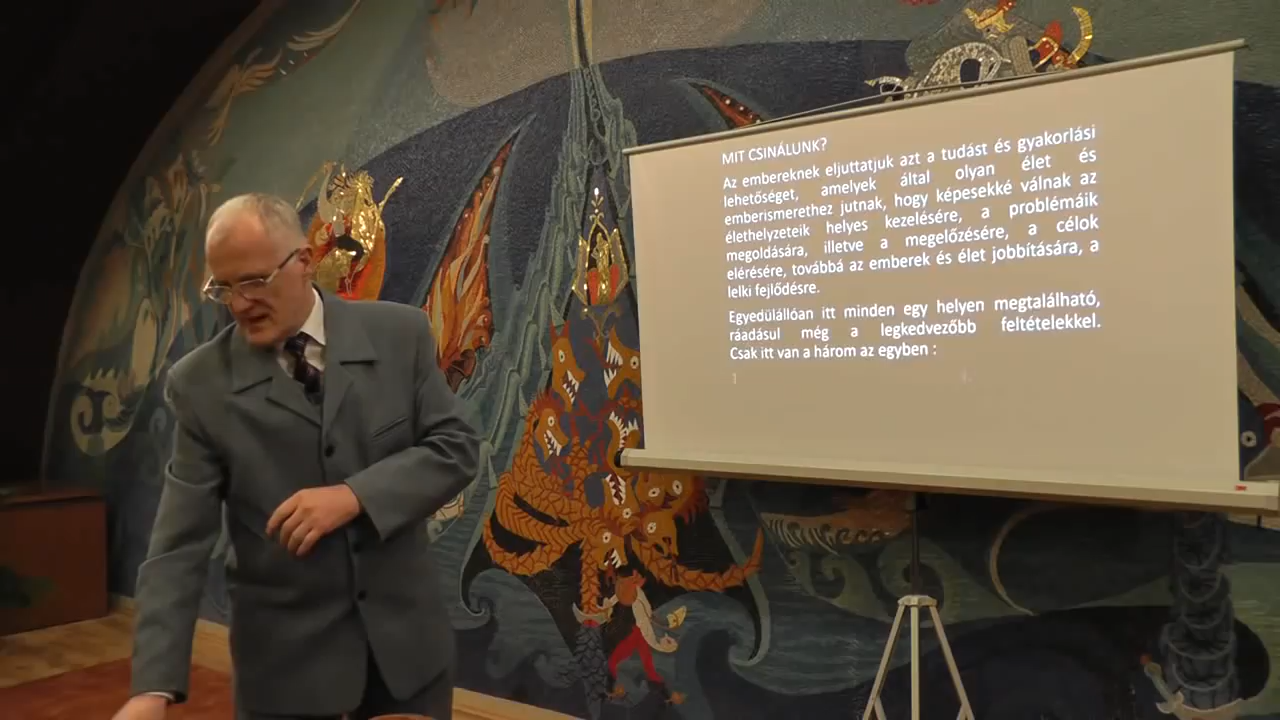 MIT CSINÁLUNK?
Az embereknek eljuttatjuk azt a tudást és gyakorlási
lehetőséget, amelyek által olyan élet és
emberismerethez jutnak, hogy képesekké válnak az
élethelyzeteik helyes kezelésére, a problémáik
megoldására, illetve a megelőzésére, a célok
elérésére, továbbá az emberek és élet jobbítására, a
lelki fejlődésre.
Egyedülállóan itt minden egy helyen megtalálható,
ráadásul még a legkedvezőbb feltételekkel.
Csak itt van a három az egyben :